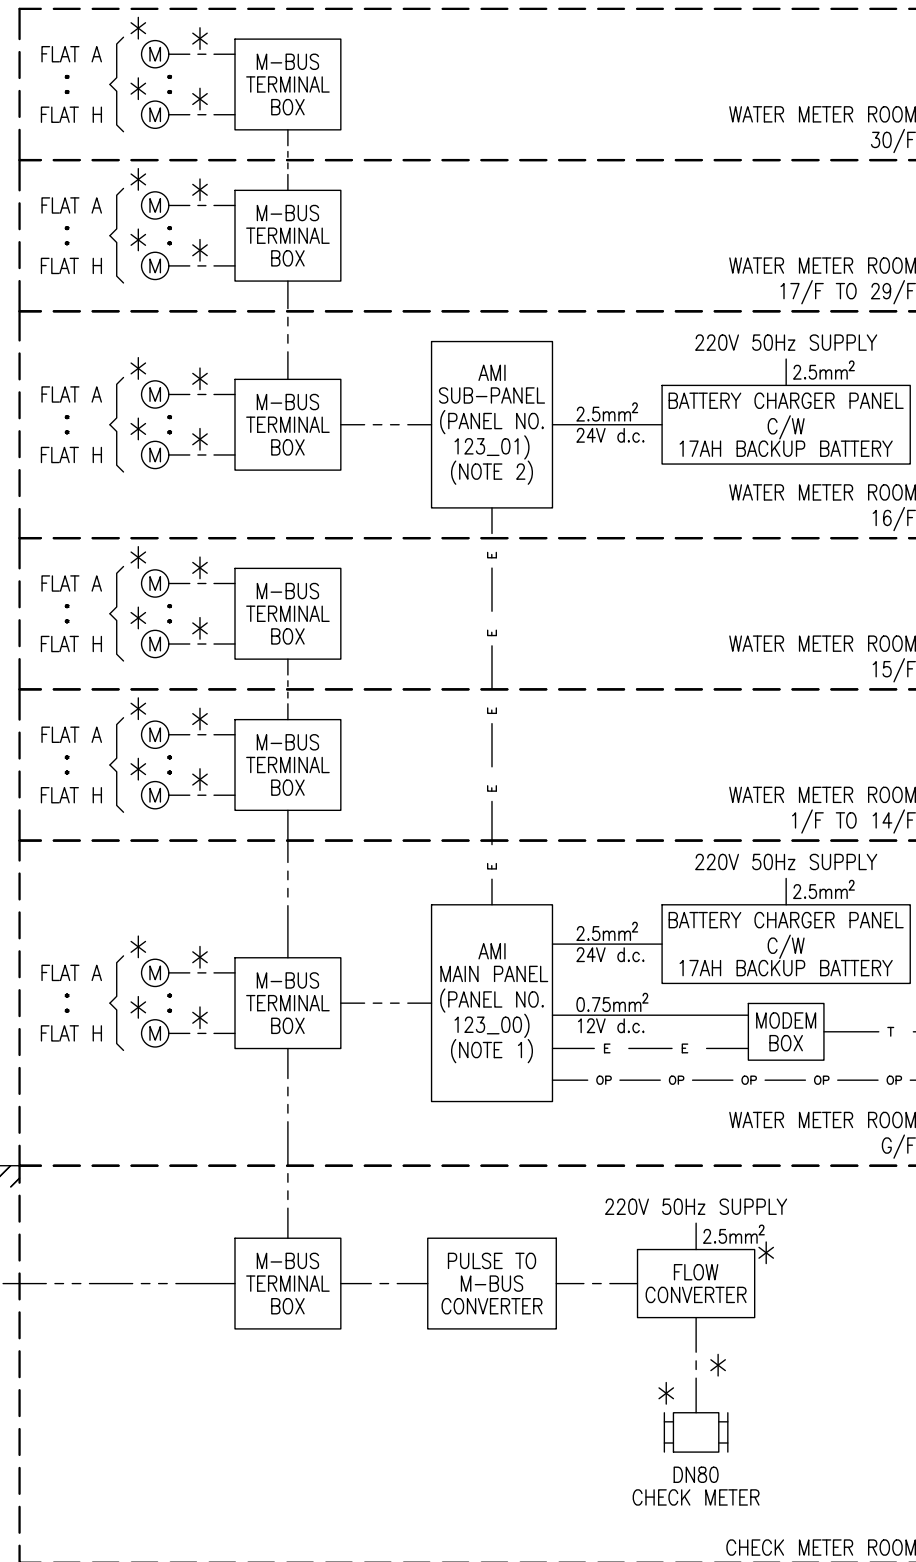 FLAT A
M
M-BUS
TERMINAL
BOX
FLAT H
M
WATER METER ROOM
30/F
FLAT A
M
M-BUS
TERMINAL
BOX
FLAT H
M
WATER METER ROOM
17/F TO 29/F
220V 50Hz SUPPLY
2.5mm²
FLAT A
M
M-BUS
TERMINAL
BOX
FLAT H
M
AMI
SUB-PANEL
(PANEL NO.
123_01)
(NOTE 2)
2.5mm²
24V d.c.
BATTERY CHARGER PANEL
C/W
17AH BACKUP BATTERY
WATER METER ROOM
16/F
E
E
FLAT A
M
M-BUS
TERMINAL
BOX
FLAT H
M
WATER METER ROOM
15/F
E
E
FLAT A
M
M-BUS
TERMINAL
BOX
FLAT H
M
WATER METER ROOM
1/F TO 14/F
E
220V 50Hz SUPPLY
2.5mm²
FLAT A
M
M-BUS
TERMINAL
BOX
FLAT H
M
AMI
MAIN PANEL
(PANEL NO.
123_00)
(NOTE 1)
2.5mm²
24V d.c.
BATTERY CHARGER PANEL
C/W
17AH BACKUP BATTERY
0.75mm²
12V d.c.
MODEM
BOX
T
E E
OP OP OP OP OP
WATER METER ROOM
G/F
220V 50Hz SUPPLY
2.5mm²
M-BUS
TERMINAL
BOX
PULSE TO
M-BUS
CONVERTER
FLOW
CONVERTER
DN80
CHECK METER
CHECK METER ROOM